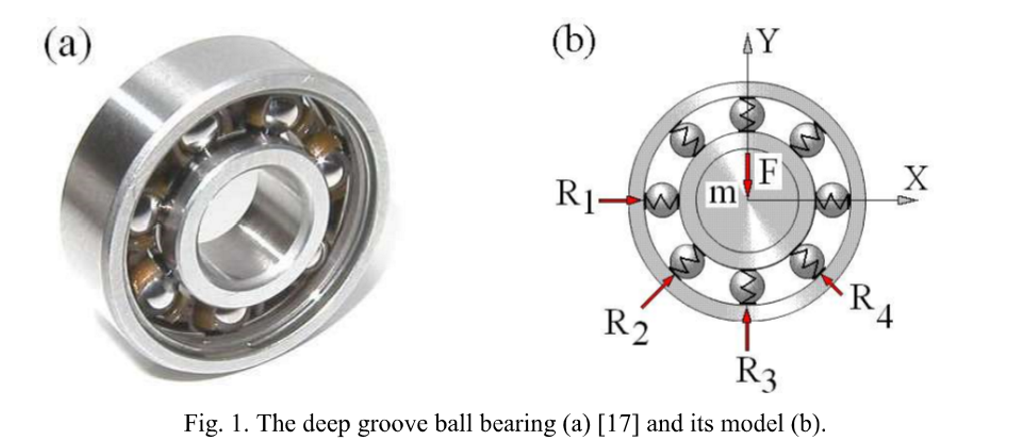 (a)
(b)
Y
F
m
X
R1
R2
R3
R4
Fig. 1. The deep groove ball bearing (a) [17] and its model (b).